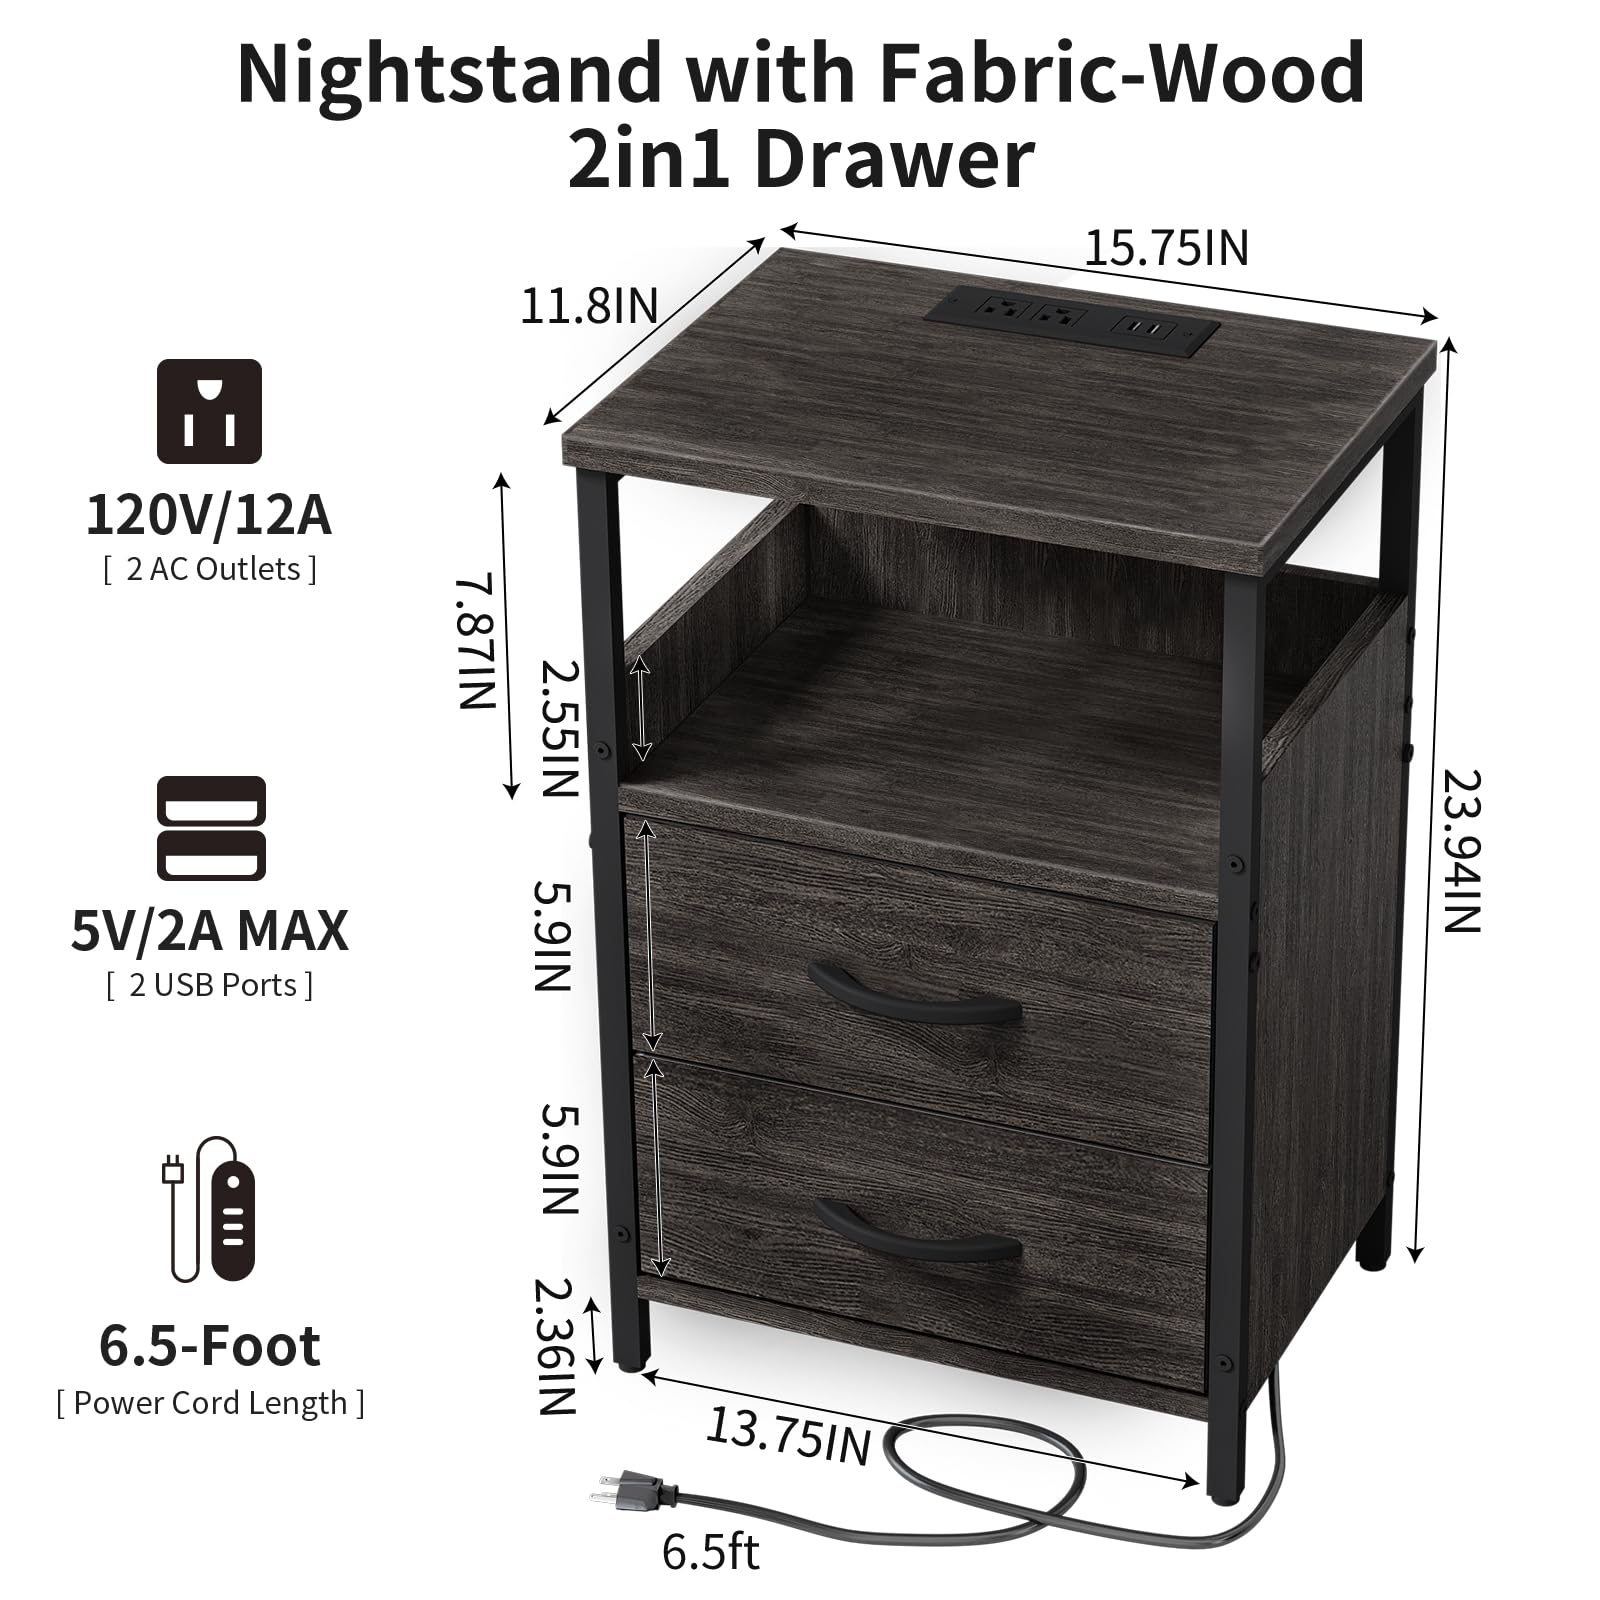 Nightstand with Fabric-Wood
2in1 Drawer
15.75IN
11.8IN
120V/12A
[ 2 AC Outlets ]
7.87IN
2.55IN
23.94IN
5V/2A MAX
[ 2 USB Ports ]
5.9IN
5.9IN
6.5-Foot
[ Power Cord Length ]
2.36IN
13.75IN
6.5ft